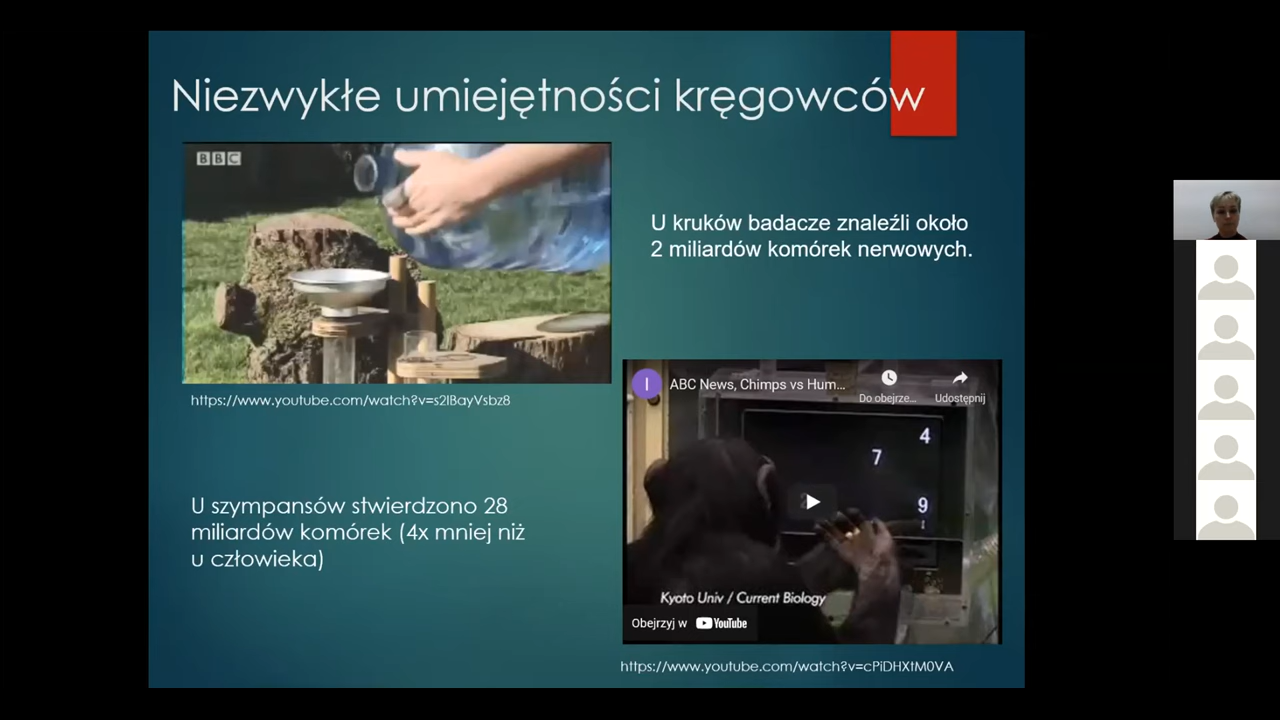 Niezwykłe umiejętności kręgowców
BBC
U kruków badacze znaleźli około
2 miliardów komórek nerwowych.
https://www.youtube.com/watch?v=s2IBayVsbz8
I
ABC News, Chimps vs Hum...
Do obejrze...
Udostępnij
4
7
9
U szympansów stwierdzono 28
miliardów komórek (4x mniej niż
u człowieka)
Kyoto Univ / Current Biology
Obejrzyj w YouTube
https://www.youtube.com/watch?v=cPiDHXtM0VA